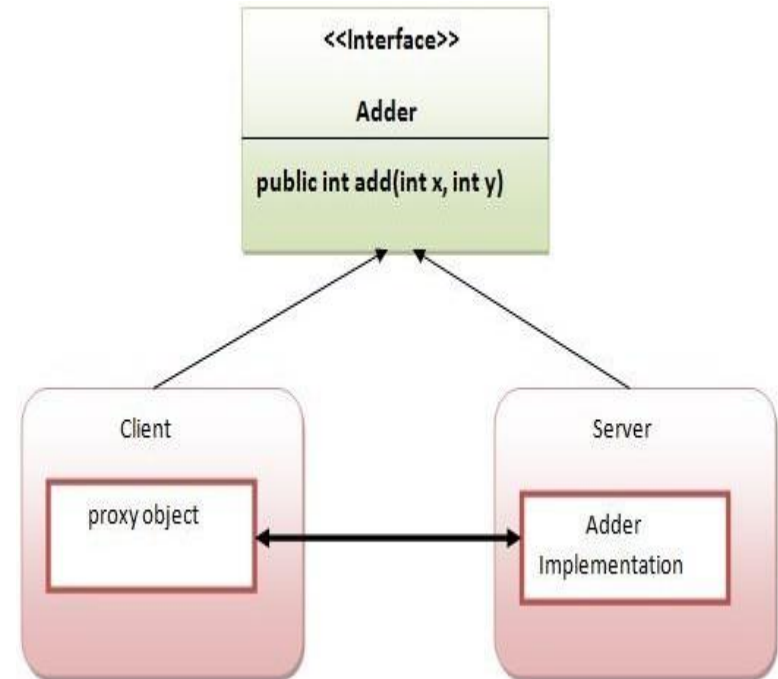 <<Interface>>
Adder
public int add(int x, int y)
Client
Server
proxy object
Adder
Implementation